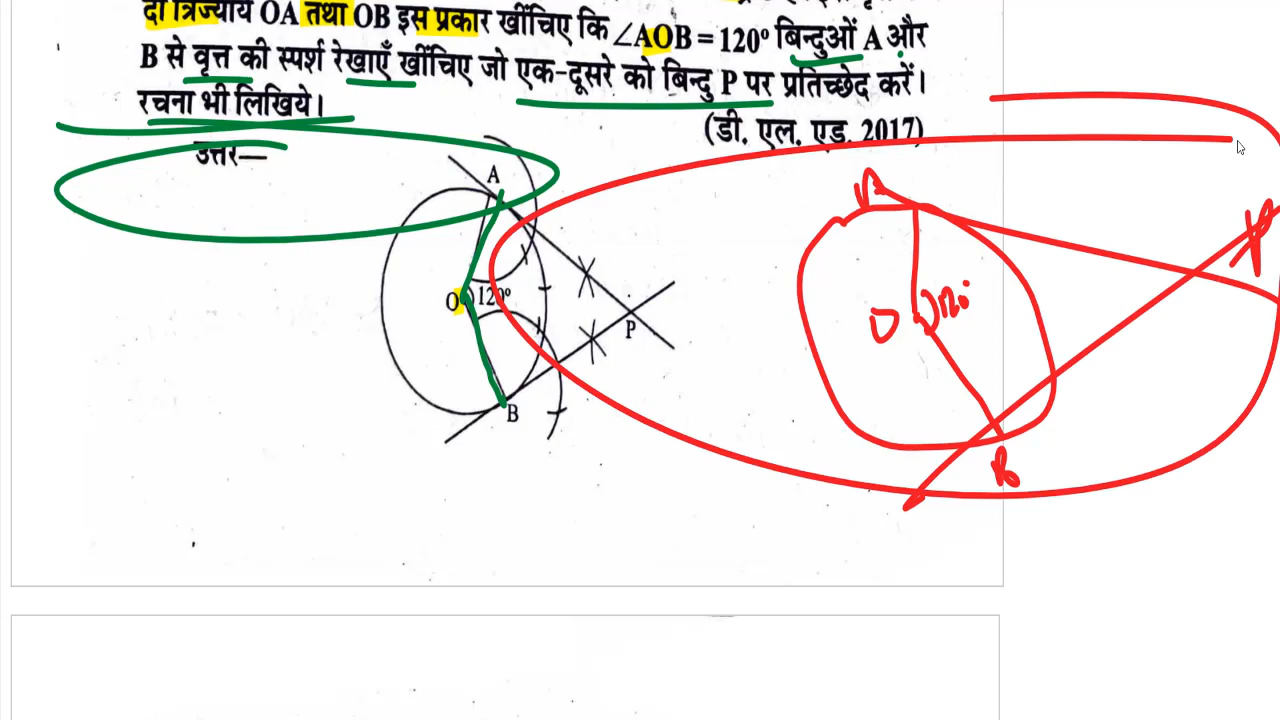 दो त्रिज्यायें OA तथा OB इस प्रकार खींचिए कि ∠AOB = 120° बिन्दुओं A और
B से वृत्त की स्पर्श रेखाएँ खींचिए जो एक-दूसरे को बिन्दु P पर प्रतिच्छेद करें।
रचना भी लिखिये।
(डी. एल. एड. 2017)
उत्तर—
A
O 120°
P
B
O 120°
B